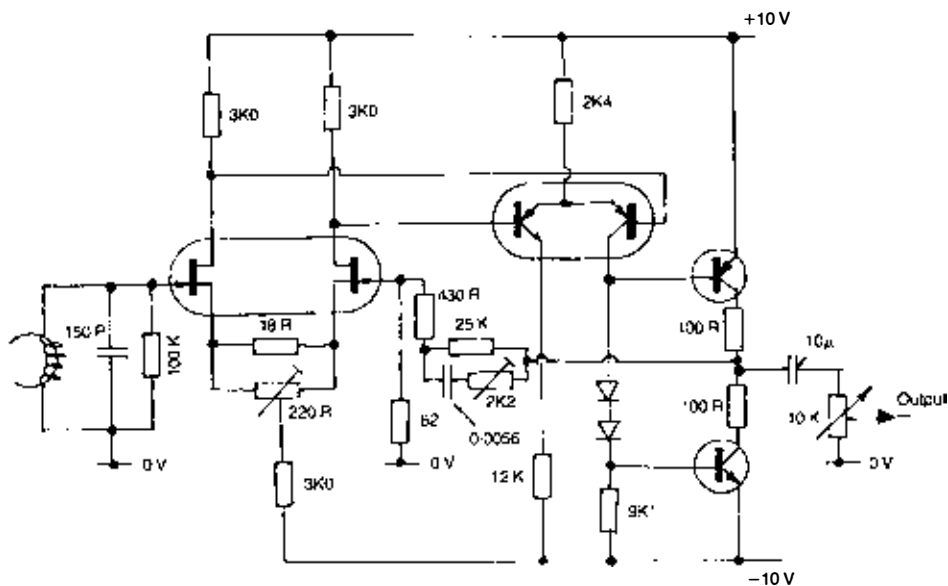 +10 V
3K0
3K0
2K4
150 P
100 K
18 R
430 R
25 K
100 R
10μ
220 R
2K2
100 R
Output
62
0·0056
10 K
0 V
0 V
0 V
3K0
12 K
9K1
−10 V